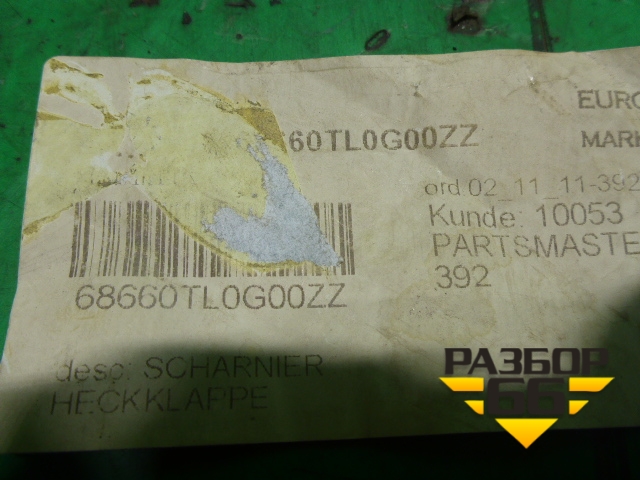 EURO
60TL0G00ZZ
MARK
ord.02_11_11-392
Kunde: 10053
PARTSMASTE
392
68660TL0G00ZZ
desc: SCHARNIER
HECKKLAPPE
РАЗБОР
66